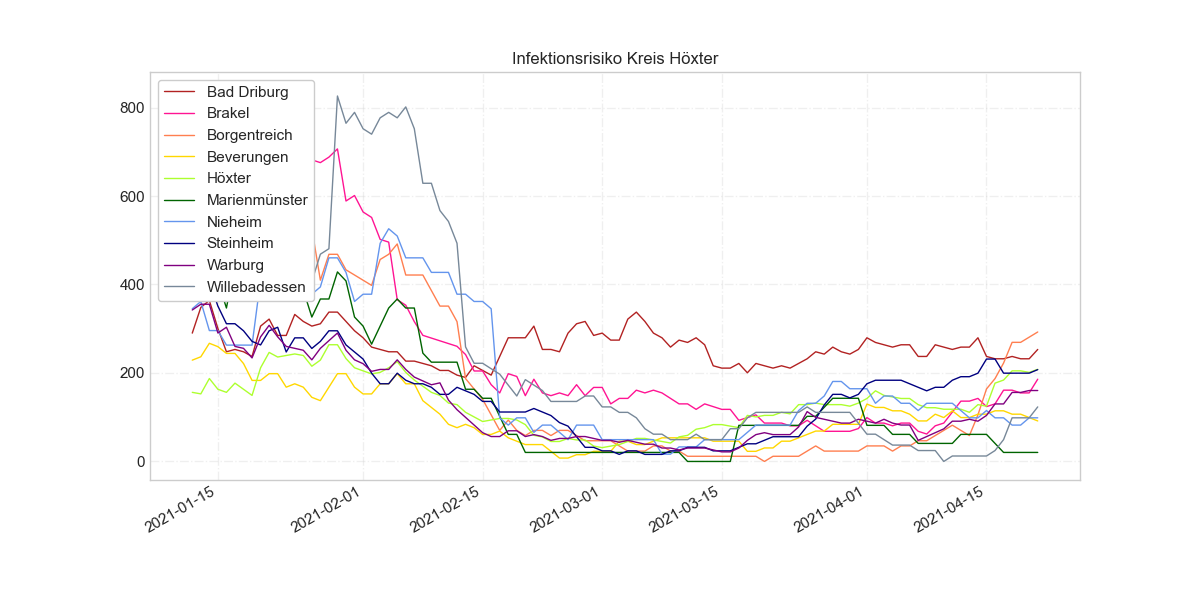 Infektionsrisiko Kreis Höxter
Bad Driburg
Brakel
Borgentreich
Beverungen
Höxter
Marienmünster
Nieheim
Steinheim
Warburg
Willebadessen
800
600
400
200
0
2021-01-15
2021-02-01
2021-02-15
2021-03-01
2021-03-15
2021-04-01
2021-04-15